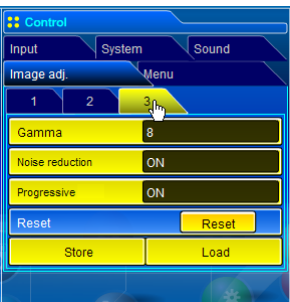 Control
Input System Sound
Image adj. Menu
1 2 3
Gamma 8
Noise reduction ON
Progressive ON
Reset Reset
Store Load